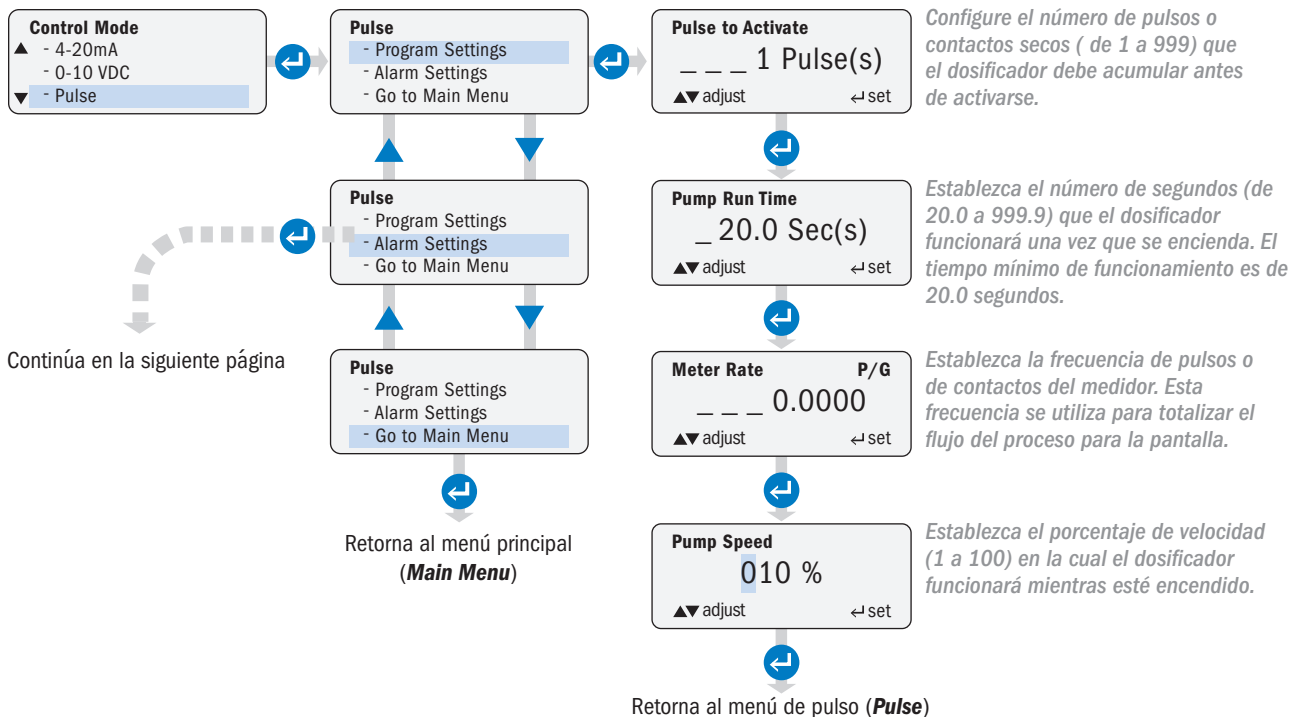 Control Mode
- 4-20mA
- 0-10 VDC
- Pulse
Pulse
- Program Settings
- Alarm Settings
- Go to Main Menu
Pulse to Activate
_ _ _ 1 Pulse(s)
▲▼ adjust ↵ set
Configure el número de pulsos o
contactos secos ( de 1 a 999) que
el dosificador debe acumular antes
de activarse.
Pulse
- Program Settings
- Alarm Settings
- Go to Main Menu
Pump Run Time
_ 20.0 Sec(s)
▲▼ adjust ↵ set
Establezca el número de segundos (de
20.0 a 999.9) que el dosificador
funcionará una vez que se encienda. El
tiempo mínimo de funcionamiento es de
20.0 segundos.
Continúa en la siguiente página
Pulse
- Program Settings
- Alarm Settings
- Go to Main Menu
Meter Rate P/G
_ _ _ 0.0000
▲▼ adjust ↵ set
Establezca la frecuencia de pulsos o
de contactos del medidor. Esta
frecuencia se utiliza para totalizar el
flujo del proceso para la pantalla.
Retorna al menú principal
(Main Menu)
Pump Speed
010 %
▲▼ adjust ↵ set
Establezca el porcentaje de velocidad
(1 a 100) en la cual el dosificador
funcionará mientras esté encendido.
Retorna al menú de pulso (Pulse)